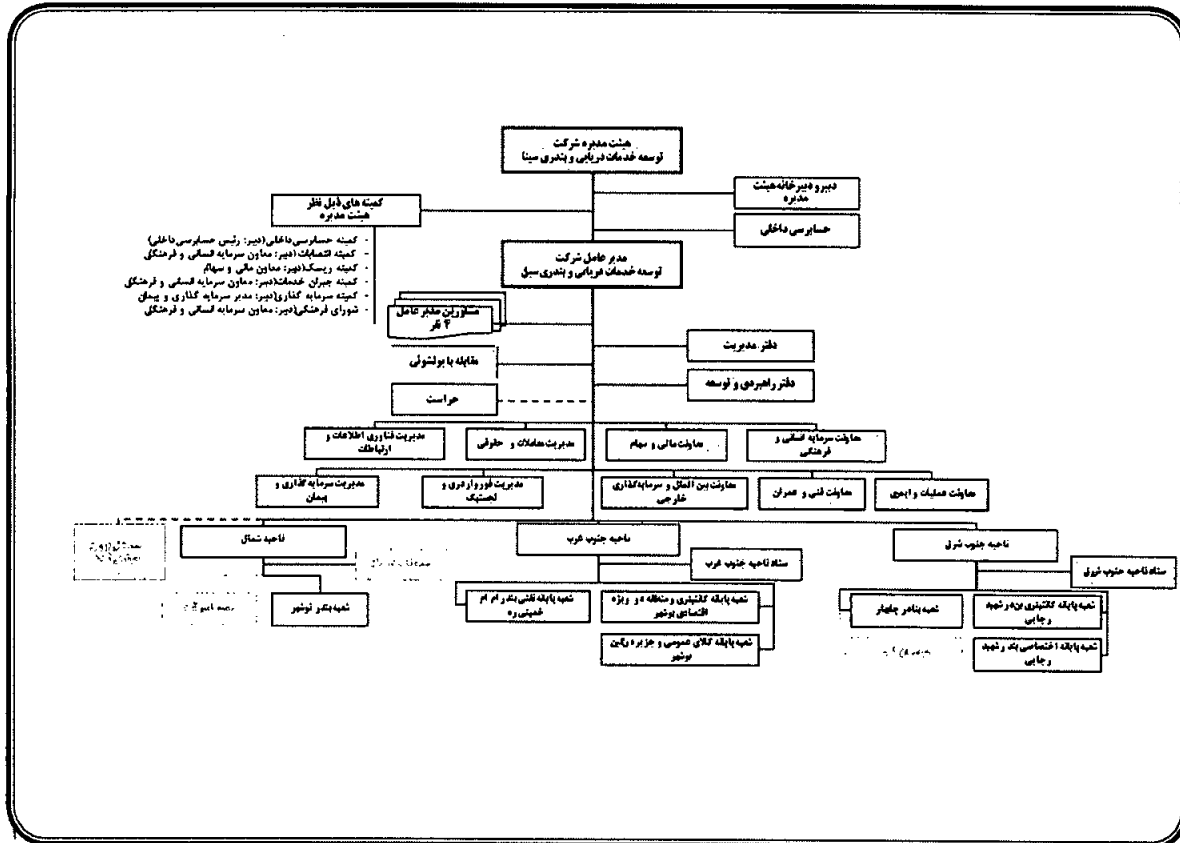 هیئت مدیره شرکت
توسعه خدمات دریایی و بندری سینا
دبیر و دبیرخانه هیئت
مدیره
کمیته های ذیل نظر
هیئت مدیره
حسابرسی داخلی
- کمیته حسابرسی داخلی(دبیر: رئیس حسابرسی داخلی)
- کمیته انتصابات(دبیر: معاون سرمایه انسانی و فرهنگی
- کمیته ریسک(دبیر: معاون مالی و سهام
- کمیته جبران خدمات(دبیر: معاون سرمایه انسانی و فرهنگی
- کمیته سرمایه گذاری(دبیر: مدیر سرمایه گذاری و پیمان
- شورای فرهنگی(دبیر: معاون سرمایه انسانی و فرهنگی
مدیر عامل شرکت
توسعه خدمات دریایی و بندری سینا
مشاورین مدیر عامل
۴ نفر
دفتر مدیریت
مقابله با پولشوئی
دفتر راهبردی و توسعه
حراست
معاونت سرمایه انسانی و
فرهنگی
معاونت مالی و سهام
مدیریت معاملات و حقوقی
مدیریت فناوری اطلاعات و
ارتباطات
معاونت عملیات و ایمنی
معاونت فنی و عمران
معاونت بین الملل و سرمایه گذاری
خارجی
مدیریت فورواردری و
لجستیک
مدیریت سرمایه گذاری و
پیمان
ناحیه جنوب شرق
ناحیه جنوب غرب
ناحیه شمال
ستاد ناحیه جنوب شرق
ستاد ناحیه جنوب غرب
شعبه پایانه کانتینری بندر شهید
رجایی
شعبه بنادر چابهار
شعبه پایانه اختصاصی بندر شهید
رجایی
شعبه پایانه کانتینری و منطقه دو ویژه
اقتصادی بوشهر
شعبه پایانه نفتی بندر امام
خمینی ره
شعبه پایانه کالای عمومی و جزیره نگین
بوشهر
شعبه بندر نوشهر